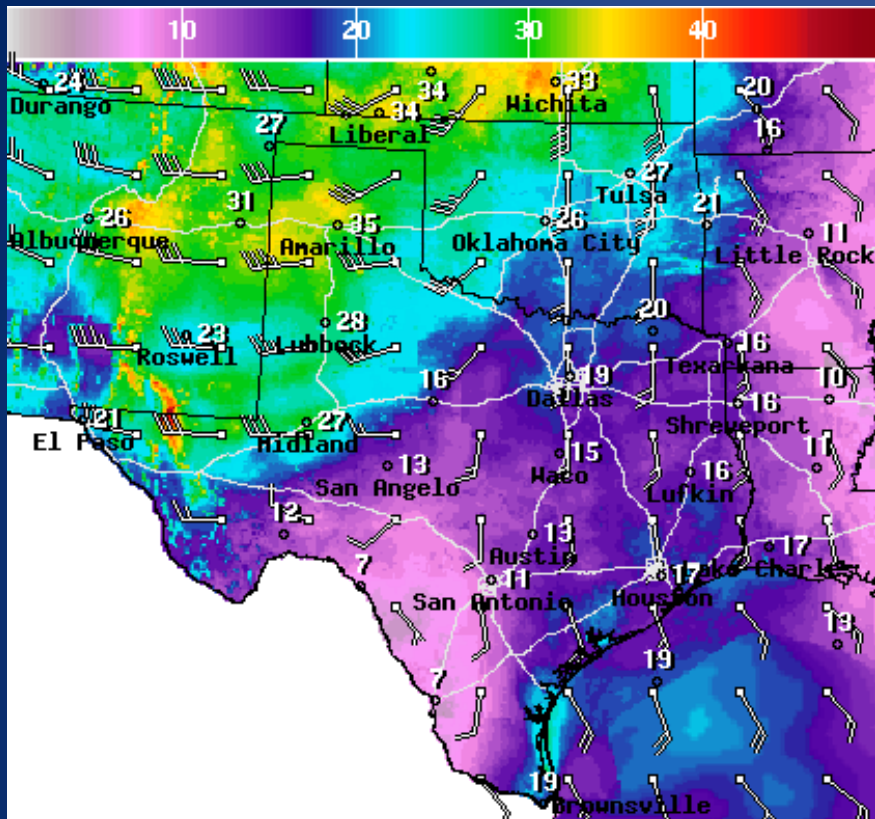 10 20 30 40
24 34 33 20
Durango Wichita
34
Liberal 16
27
27
Tulsa
26 31 35 26 21 11
Albuquerque Amarillo Oklahoma City Little Rock
28 20
23
Roswell Lubbock 16
Texarkana
19
16 Dallas 16 10
21 27 Shreveport
El Paso Midland
13 15 16 11
San Angelo Waco Lufkin
12 13 17
Austin Lake Charl
7 11 17
San Antonio Houston
13
7 19
19
Brownsville